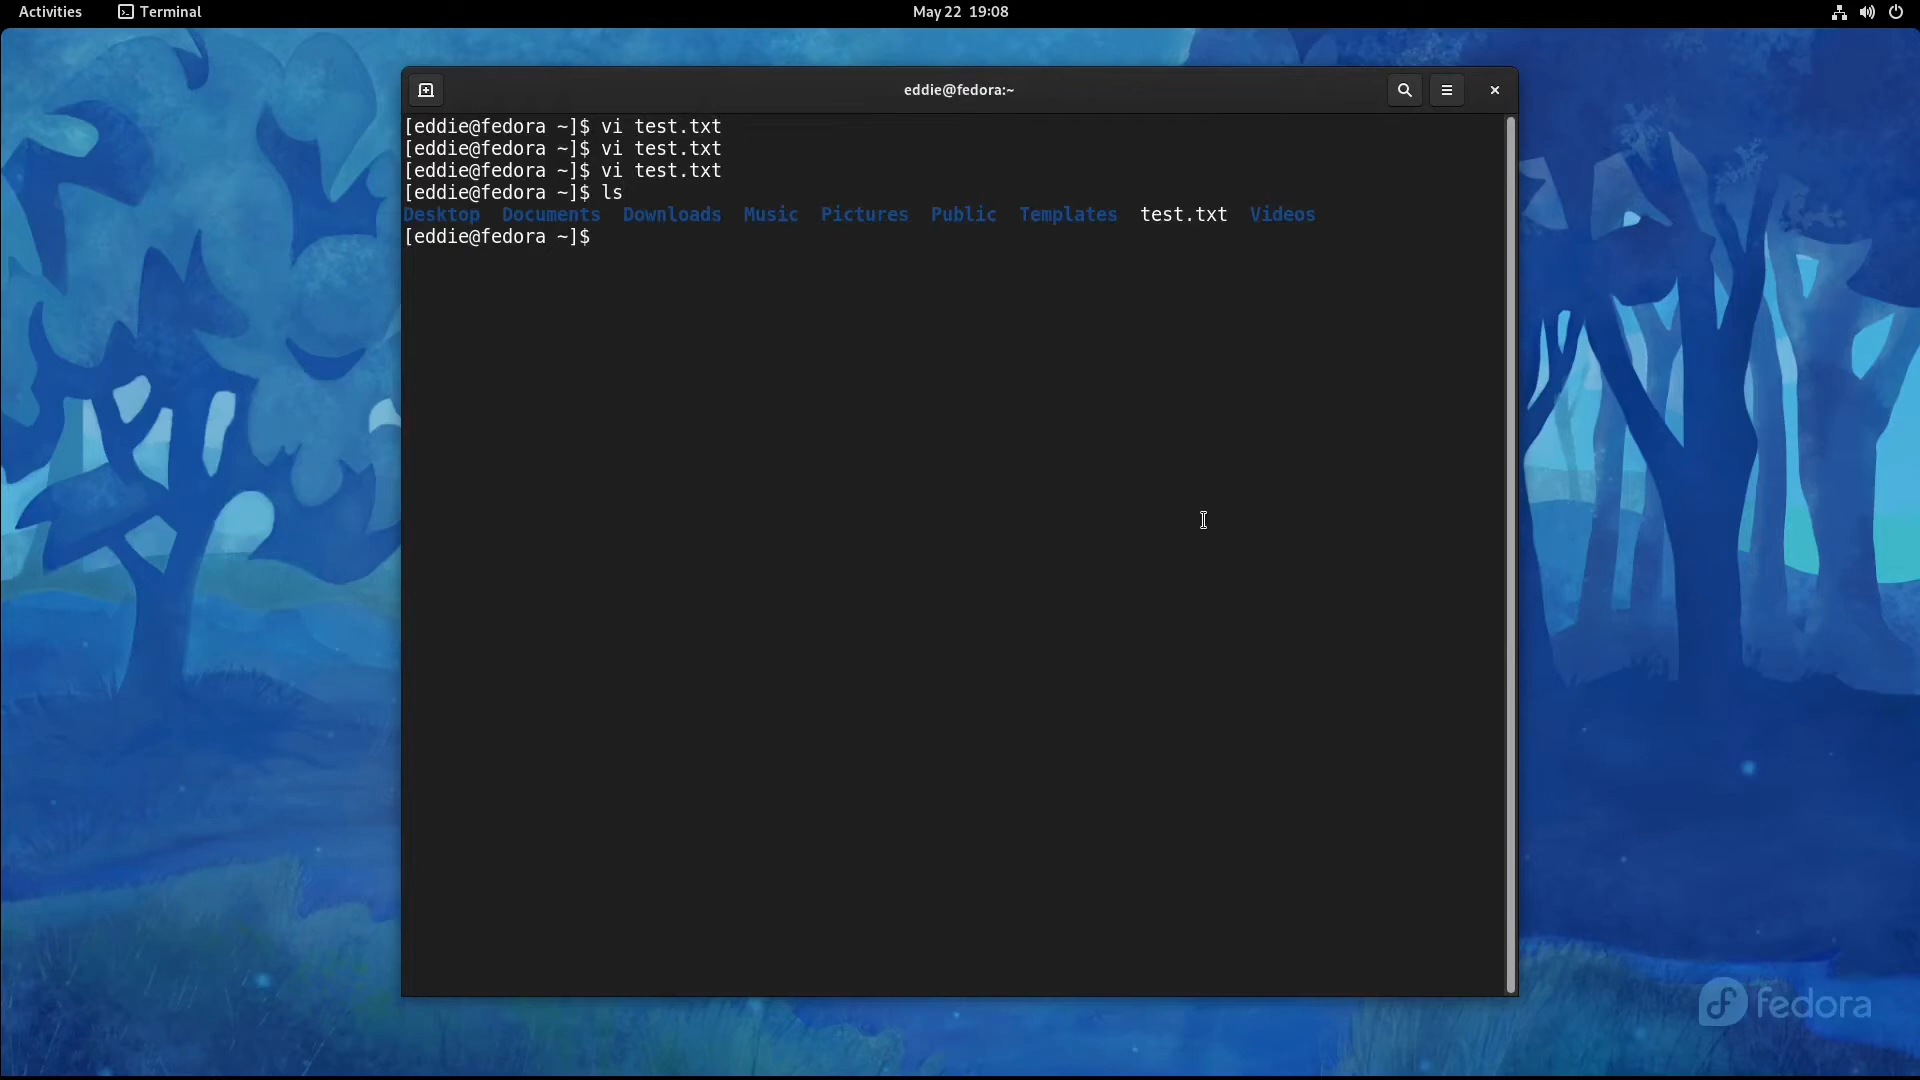 Activities Terminal May 22 19:08
eddie@fedora:~
[eddie@fedora ~]$ vi test.txt
[eddie@fedora ~]$ vi test.txt
[eddie@fedora ~]$ vi test.txt
[eddie@fedora ~]$ ls
Desktop Documents Downloads Music Pictures Public Templates test.txt Videos
[eddie@fedora ~]$
fedora